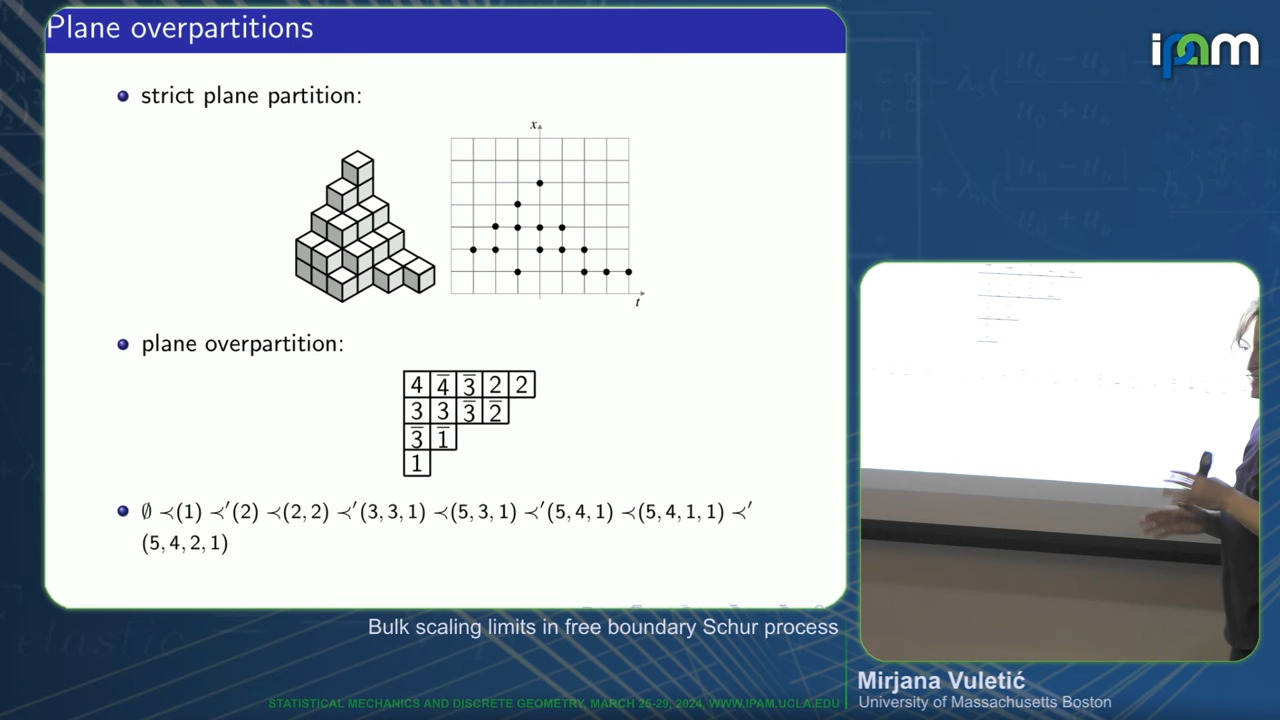 Plane overpartitions
strict plane partition:
x
t
plane overpartition:
4 4̅ 3̅ 2 2
3 3 3̅ 2̅
3̅ 1̅
1
∅ ≺(1) ≺′(2) ≺(2, 2) ≺′(3, 3, 1) ≺(5, 3, 1) ≺′(5, 4, 1) ≺(5, 4, 1, 1) ≺′
(5, 4, 2, 1)
ipam
Bulk scaling limits in free boundary Schur process
Mirjana Vuletić
University of Massachusetts Boston
STATISTICAL MECHANICS AND DISCRETE GEOMETRY, MARCH 25-29, 2024, WWW.IPAM.UCLA.EDU
elastic